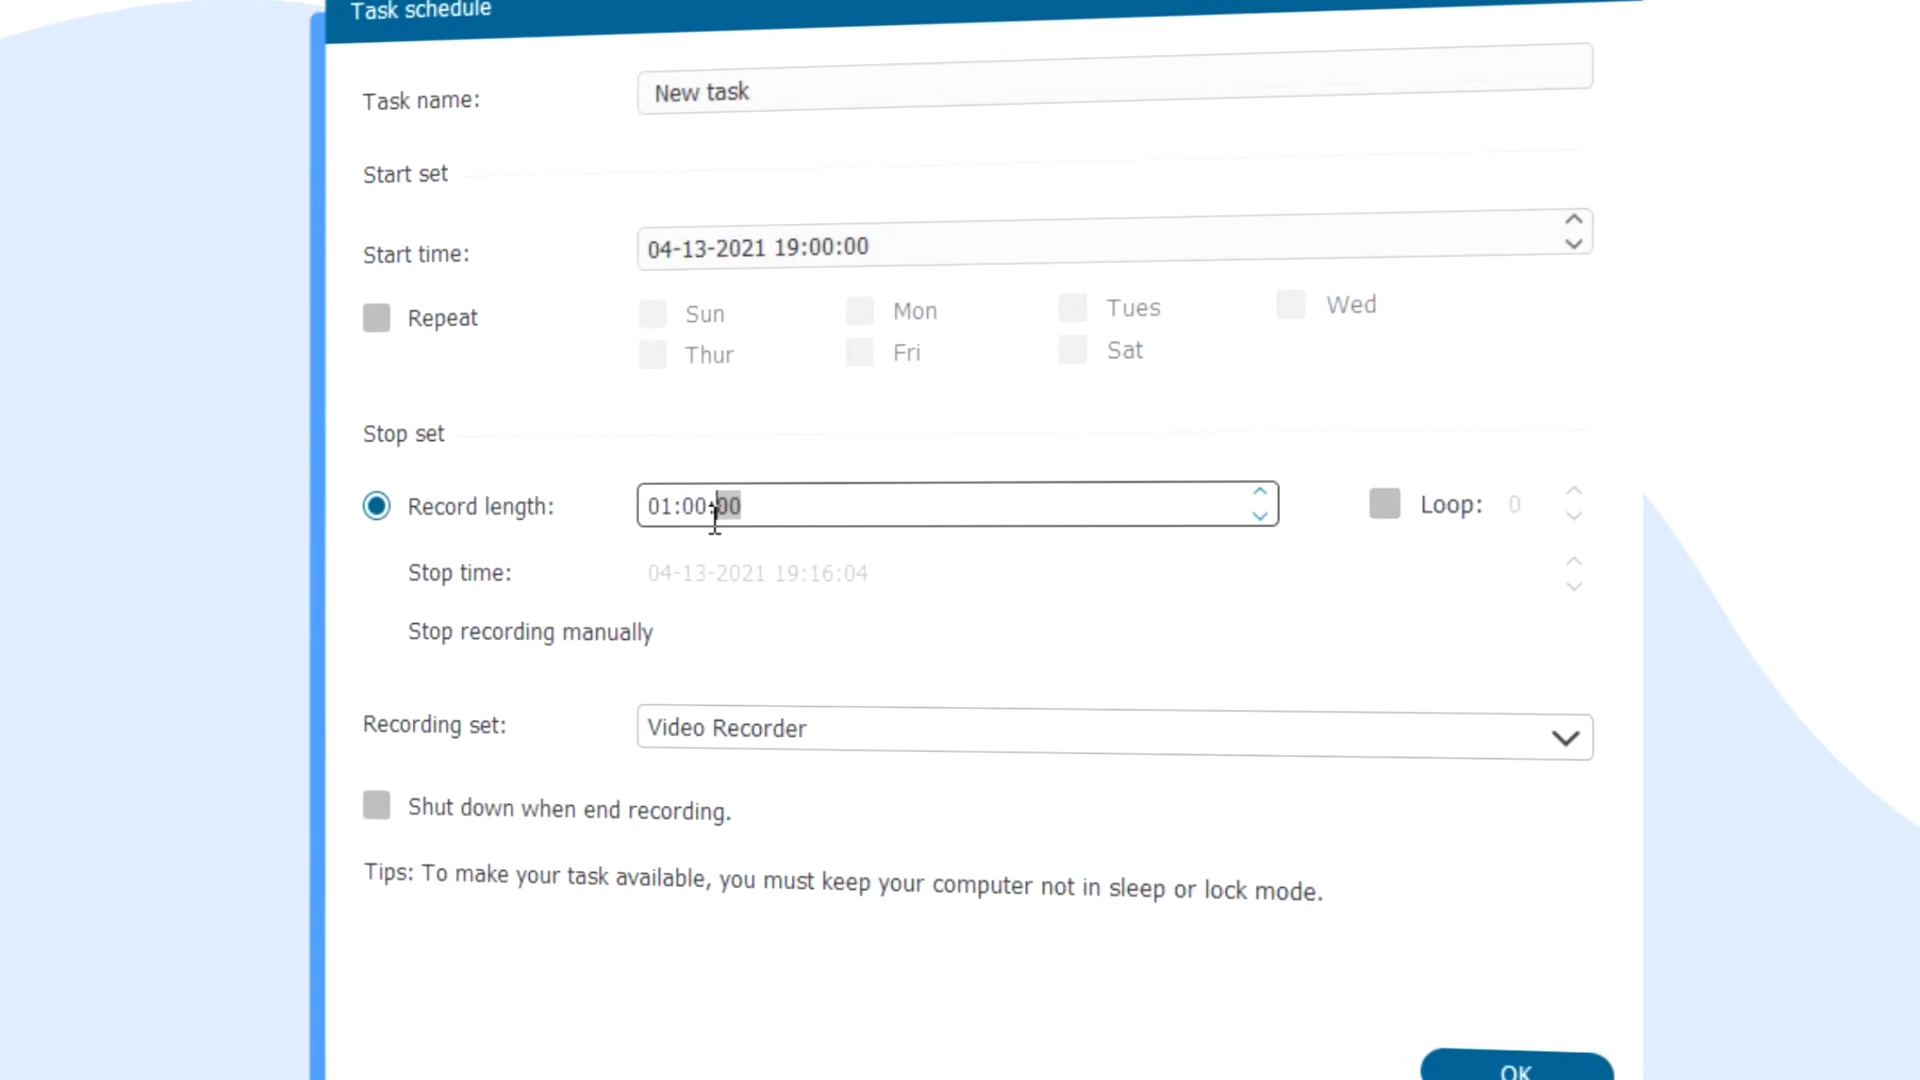 Task schedule
Task name: New task
Start set
Start time: 04-13-2021 19:00:00
Repeat Sun Mon Tues Wed
Thur Fri Sat
Stop set
Record length: 01:00:00 Loop: 0
Stop time: 04-13-2021 19:16:04
Stop recording manually
Recording set: Video Recorder
Shut down when end recording.
Tips: To make your task available, you must keep your computer not in sleep or lock mode.
OK